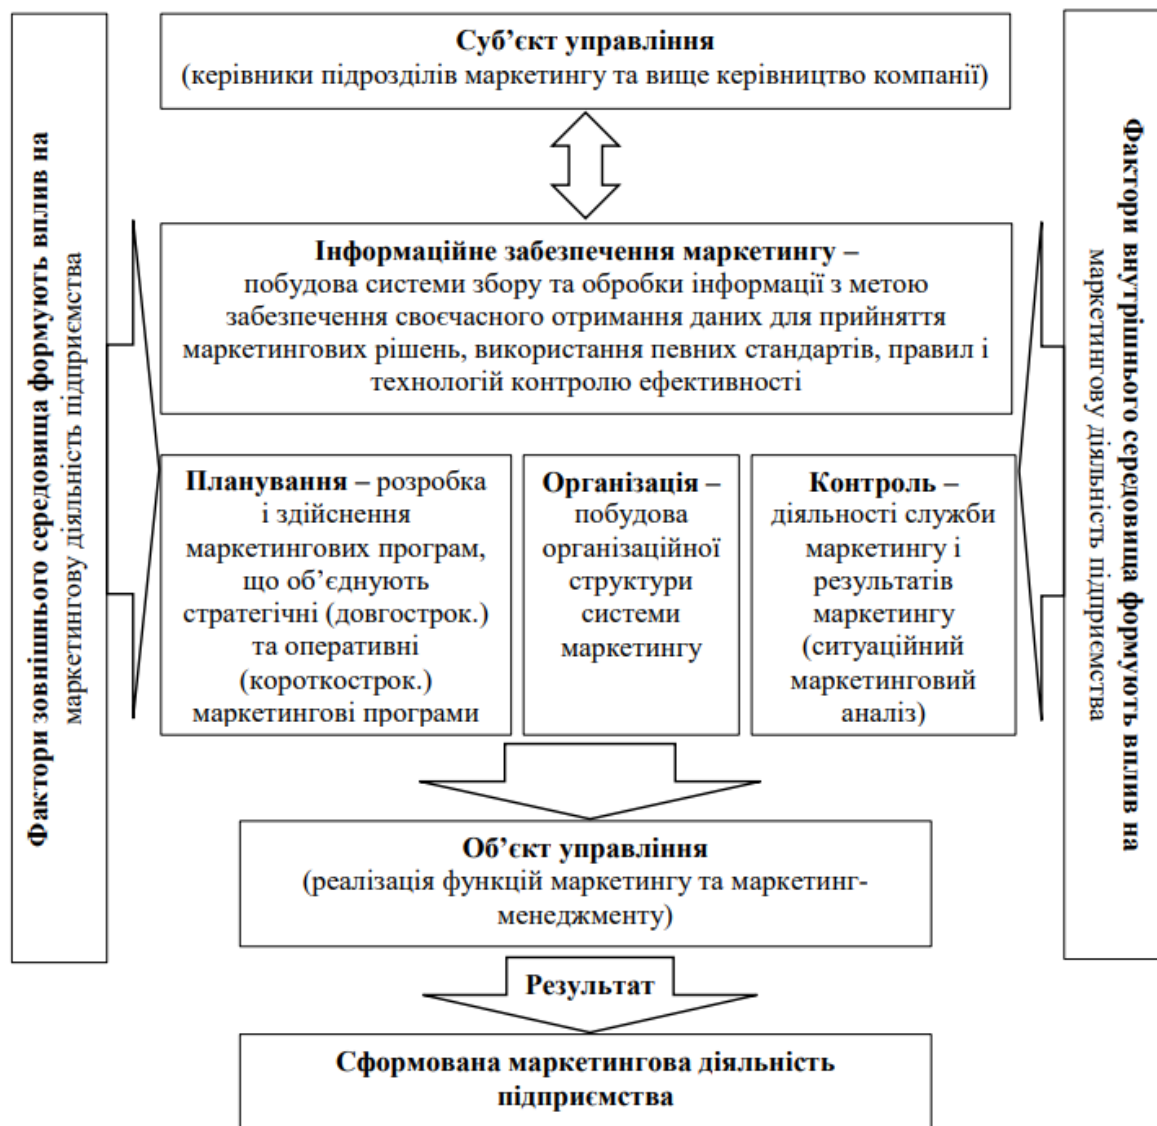 Суб’єкт управління
(керівники підрозділів маркетингу та вище керівництво компанії)
Фактори зовнішнього середовища формують вплив на
маркетингову діяльність підприємства
Інформаційне забезпечення маркетингу –
побудова системи збору та обробки інформації з метою
забезпечення своєчасного отримання даних для прийняття
маркетингових рішень, використання певних стандартів, правил і
технологій контролю ефективності
Планування – розробка
і здійснення
маркетингових програм,
що об’єднують
стратегічні (довгострок.)
та оперативні
(короткострок.)
маркетингові програми
Організація –
побудова
організаційної
структури
системи
маркетингу
Контроль –
діяльності служби
маркетингу і
результатів
маркетингу
(ситуаційний
маркетинговий
аналіз)
Фактори внутрішнього середовища формують вплив на
маркетингову діяльність підприємства
Об’єкт управління
(реалізація функцій маркетингу та маркетинг-
менеджменту)
Результат
Сформована маркетингова діяльність
підприємства